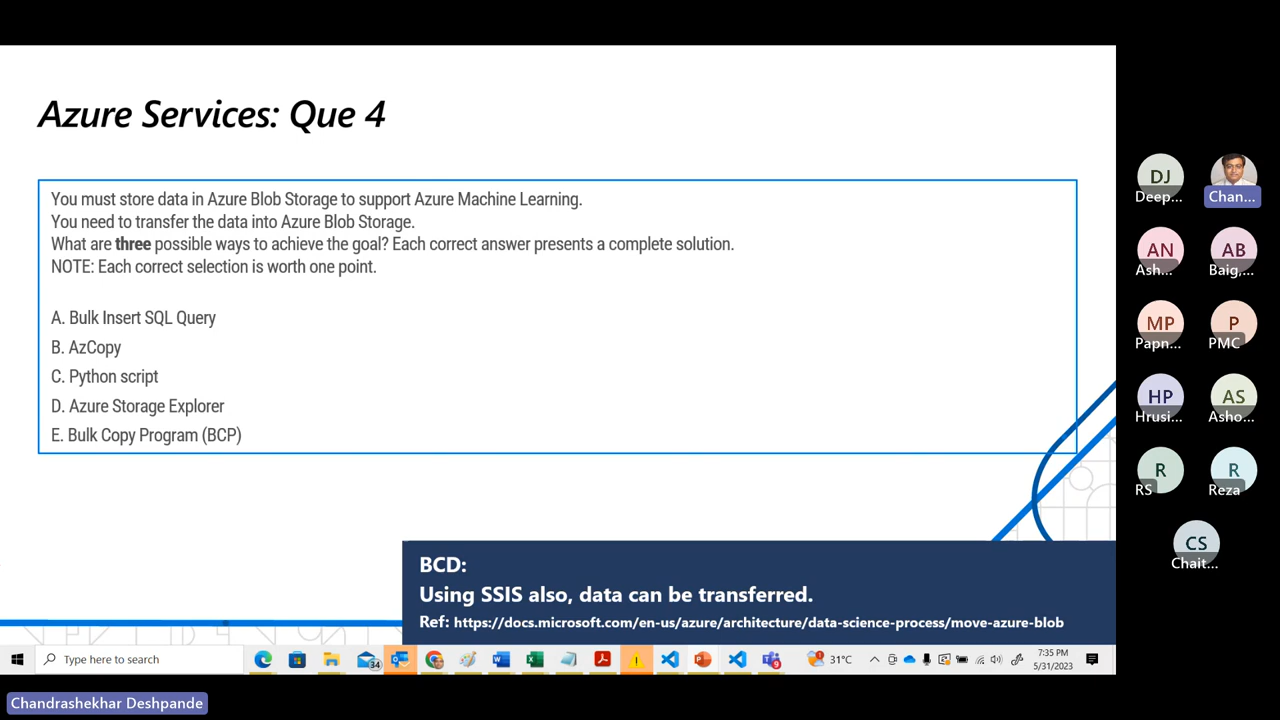 Azure Services: Que 4
You must store data in Azure Blob Storage to support Azure Machine Learning.
You need to transfer the data into Azure Blob Storage.
What are three possible ways to achieve the goal? Each correct answer presents a complete solution.
NOTE: Each correct selection is worth one point.
A. Bulk Insert SQL Query
B. AzCopy
C. Python script
D. Azure Storage Explorer
E. Bulk Copy Program (BCP)
BCD:
Using SSIS also, data can be transferred.
Ref: https://docs.microsoft.com/en-us/azure/architecture/data-science-process/move-azure-blob
DJ
Deep...
Chan...
AN
Ash...
AB
Baig,...
MP
Papn...
P
PMC
HP
Hrusi...
AS
Asho...
R
RS
R
Reza
CS
Chait...
Type here to search
34
9
31°C
7:35 PM
5/31/2023
Chandrashekhar Deshpande